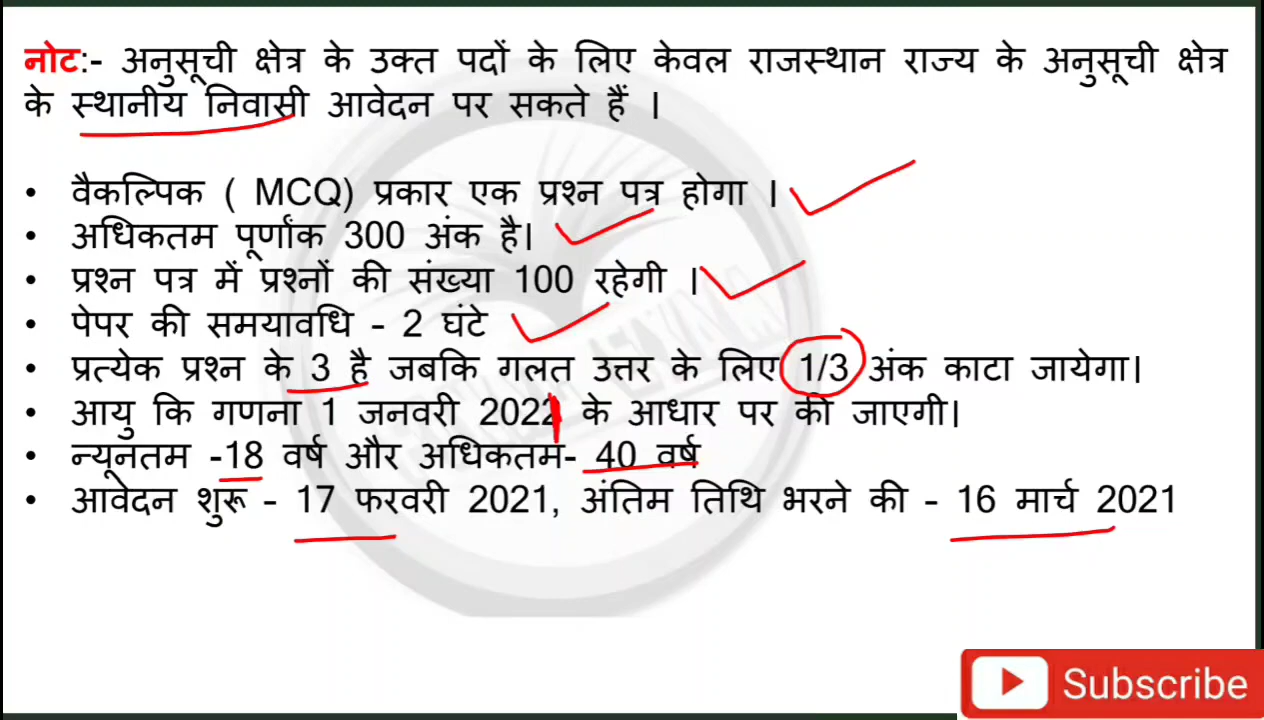 नोट:- अनुसूची क्षेत्र के उक्त पदों के लिए केवल राजस्थान राज्य के अनुसूची क्षेत्र
के स्थानीय निवासी आवेदन पर सकते हैं ।
• वैकल्पिक ( MCQ) प्रकार एक प्रश्न पत्र होगा ।
• अधिकतम पूर्णांक 300 अंक है।
• प्रश्न पत्र में प्रश्नों की संख्या 100 रहेगी ।
• पेपर की समयावधि - 2 घंटे
• प्रत्येक प्रश्न के 3 है जबकि गलत उत्तर के लिए 1/3 अंक काटा जायेगा।
• आयु कि गणना 1 जनवरी 2022 के आधार पर की जाएगी।
• न्यूनतम -18 वर्ष और अधिकतम- 40 वर्ष
• आवेदन शुरू - 17 फरवरी 2021, अंतिम तिथि भरने की - 16 मार्च 2021
Subscribe